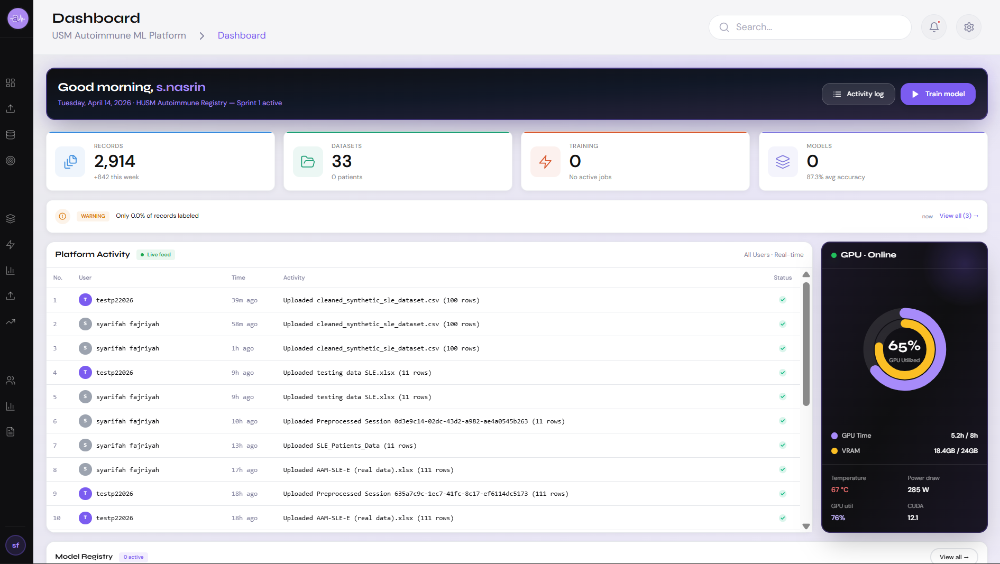 a
Dashboard
USM Autoimmune ML Platform > Dashboard
Search...
Good morning, s.nasrin
Tuesday, April 14, 2026 · HUSM Autoimmune Registry — Sprint 1 active
Activity log
Train model
RECORDS
2,914
+842 this week
DATASETS
33
0 patients
TRAINING
0
No active jobs
MODELS
0
87.3% avg accuracy
WARNING Only 0.0% of records labeled
now View all (3) →
Platform Activity Live feed
All Users · Real-time
No. User Time Activity Status
1 T testp22026 39m ago Uploaded cleaned_synthetic_sle_dataset.csv (100 rows)
2 S syarifah fajriyah 58m ago Uploaded cleaned_synthetic_sle_dataset.csv (100 rows)
3 S syarifah fajriyah 1h ago Uploaded cleaned_synthetic_sle_dataset.csv (100 rows)
4 T testp22026 9h ago Uploaded testing data SLE.xlsx (11 rows)
5 S syarifah fajriyah 9h ago Uploaded testing data SLE.xlsx (11 rows)
6 S syarifah fajriyah 10h ago Uploaded Preprocessed Session 0d3e9c14-02dc-43d2-a982-ae4a0545b263 (11 rows)
7 S syarifah fajriyah 13h ago Uploaded SLE_Patients_Data (11 rows)
8 S syarifah fajriyah 17h ago Uploaded AAM-SLE-E (real data).xlsx (111 rows)
9 T testp22026 18h ago Uploaded Preprocessed Session 635a7c9c-1ec7-41fc-8c17-ef6114dc5173 (111 rows)
10 T testp22026 18h ago Uploaded AAM-SLE-E (real data).xlsx (111 rows)
GPU · Online
65%
GPU Utilized
GPU Time 5.2h / 8h
VRAM 18.4GB / 24GB
Temperature Power draw
67 °C 285 W
GPU util CUDA
76% 12.1
sf
Model Registry 0 active
View all →